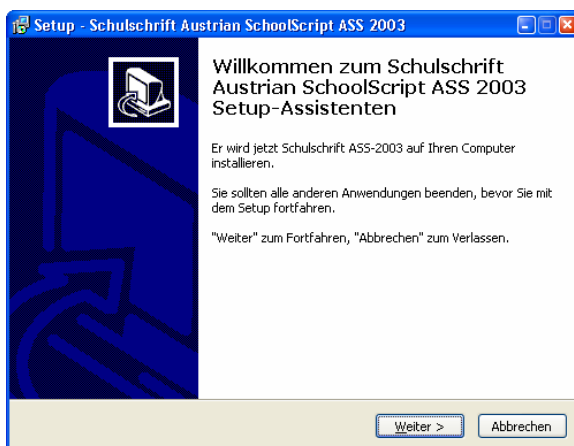 Setup - Schulschrift Austrian SchoolScript ASS 2003
Willkommen zum Schulschrift
Austrian SchoolScript ASS 2003
Setup-Assistenten
Er wird jetzt Schulschrift ASS-2003 auf Ihren Computer
installieren.
Sie sollten alle anderen Anwendungen beenden, bevor Sie mit
dem Setup fortfahren.
"Weiter" zum Fortfahren, "Abbrechen" zum Verlassen.
Weiter > Abbrechen